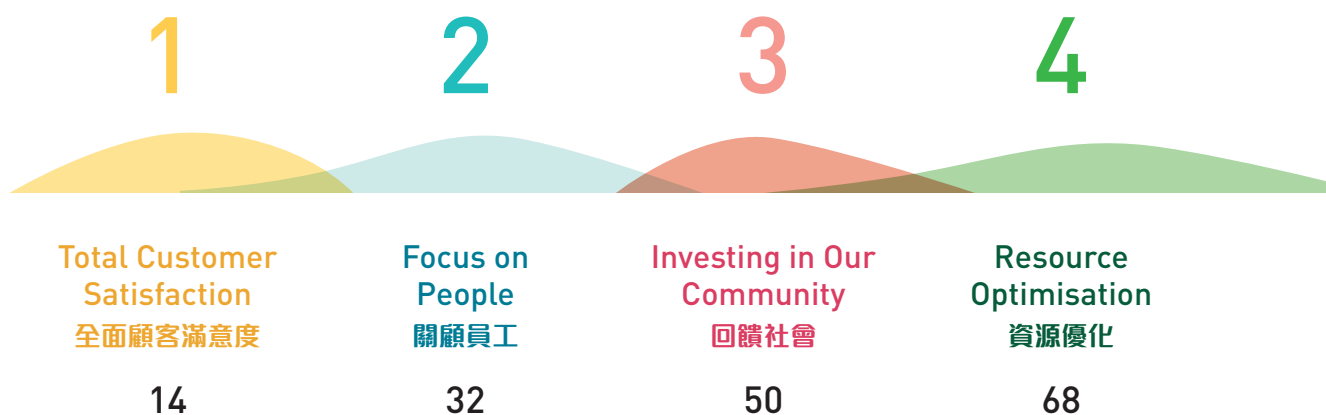 1
2
3
4
Total Customer
Satisfaction
全面顧客滿意度
14
Focus on
People
關顧員工
32
Investing in Our
Community
回饋社會
50
Resource
Optimisation
資源優化
68